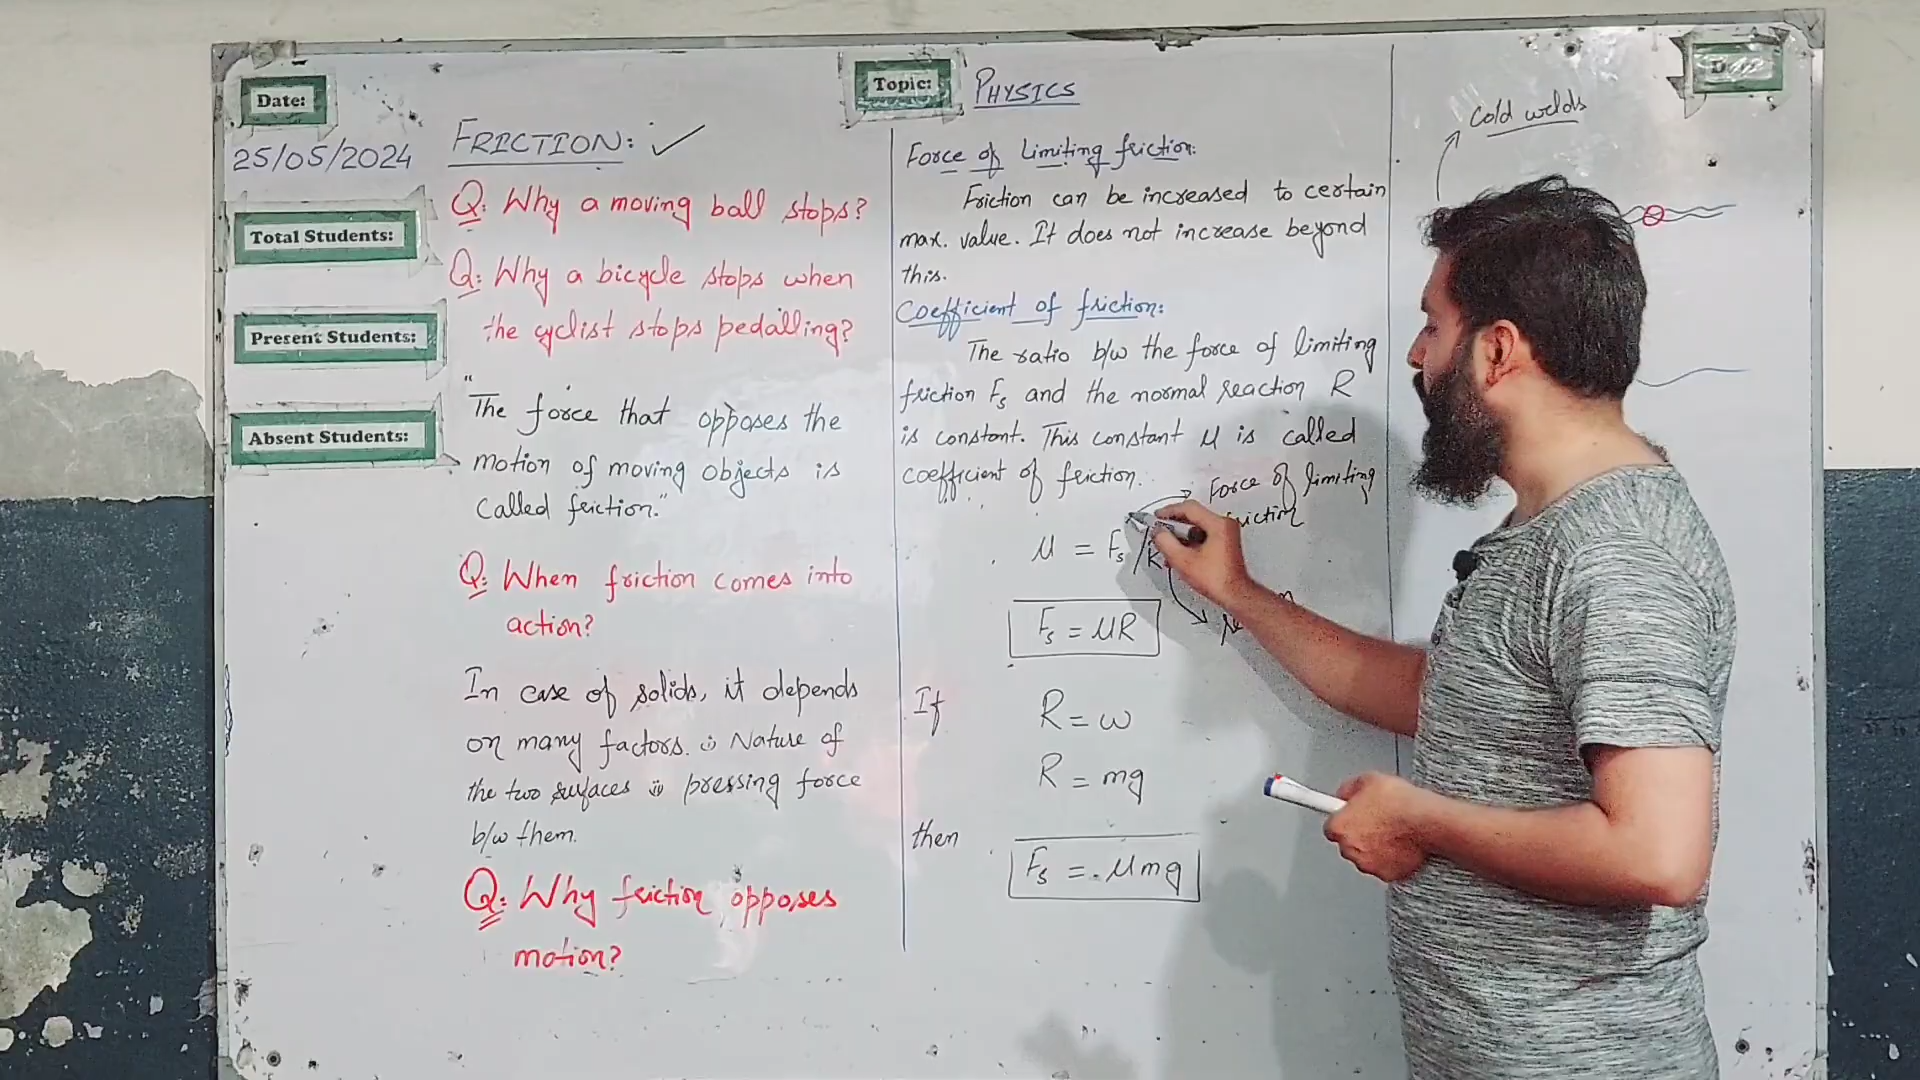 Date:
25/05/2024
Total Students:
Present Students:
Absent Students:
Topic: PHYSICS
FRICTION: ✓
Q: Why a moving ball stops?
Q: Why a bicycle stops when
the cyclist stops pedalling?
"The force that opposes the
motion of moving objects is
called friction."
Q: When friction comes into
action?
In case of solids, it depends
on many factors. (i) Nature of
the two surfaces (ii) pressing force
b/w them.
Q: Why friction opposes
motion?
Force of limiting friction:
Friction can be increased to certain
max. value. It does not increase beyond
this.
Coefficient of friction:
The ratio b/w the force of limiting
friction Fs and the normal reaction R
is constant. This constant μ is called
coefficient of friction.
Force of limiting
friction
μ = Fs/R
Fs = μR
If R = w
R = mg
then
Fs = μmg
Cold welds